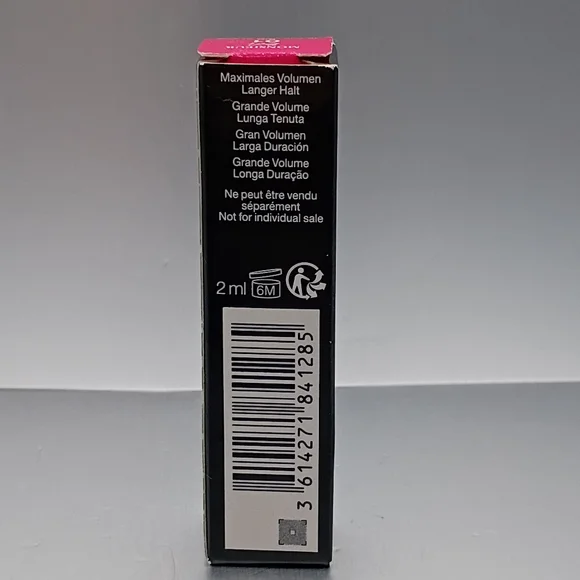 MONSIEUR
Maximales Volumen
Langer Halt
Grande Volume
Lunga Tenuta
Gran Volumen
Larga Duración
Grande Volume
Longa Duração
Ne peut être vendu
séparément
Not for individual sale
2 ml 6M
3 614271 841285